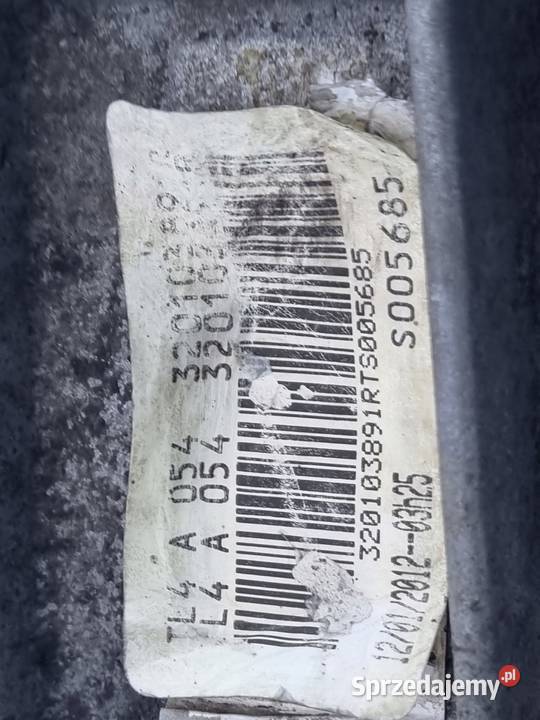 TL4 A 054
L4 A 054
320103891RTS005685
S005685
12/01/2012--03h25
Sprzedajemy.pl